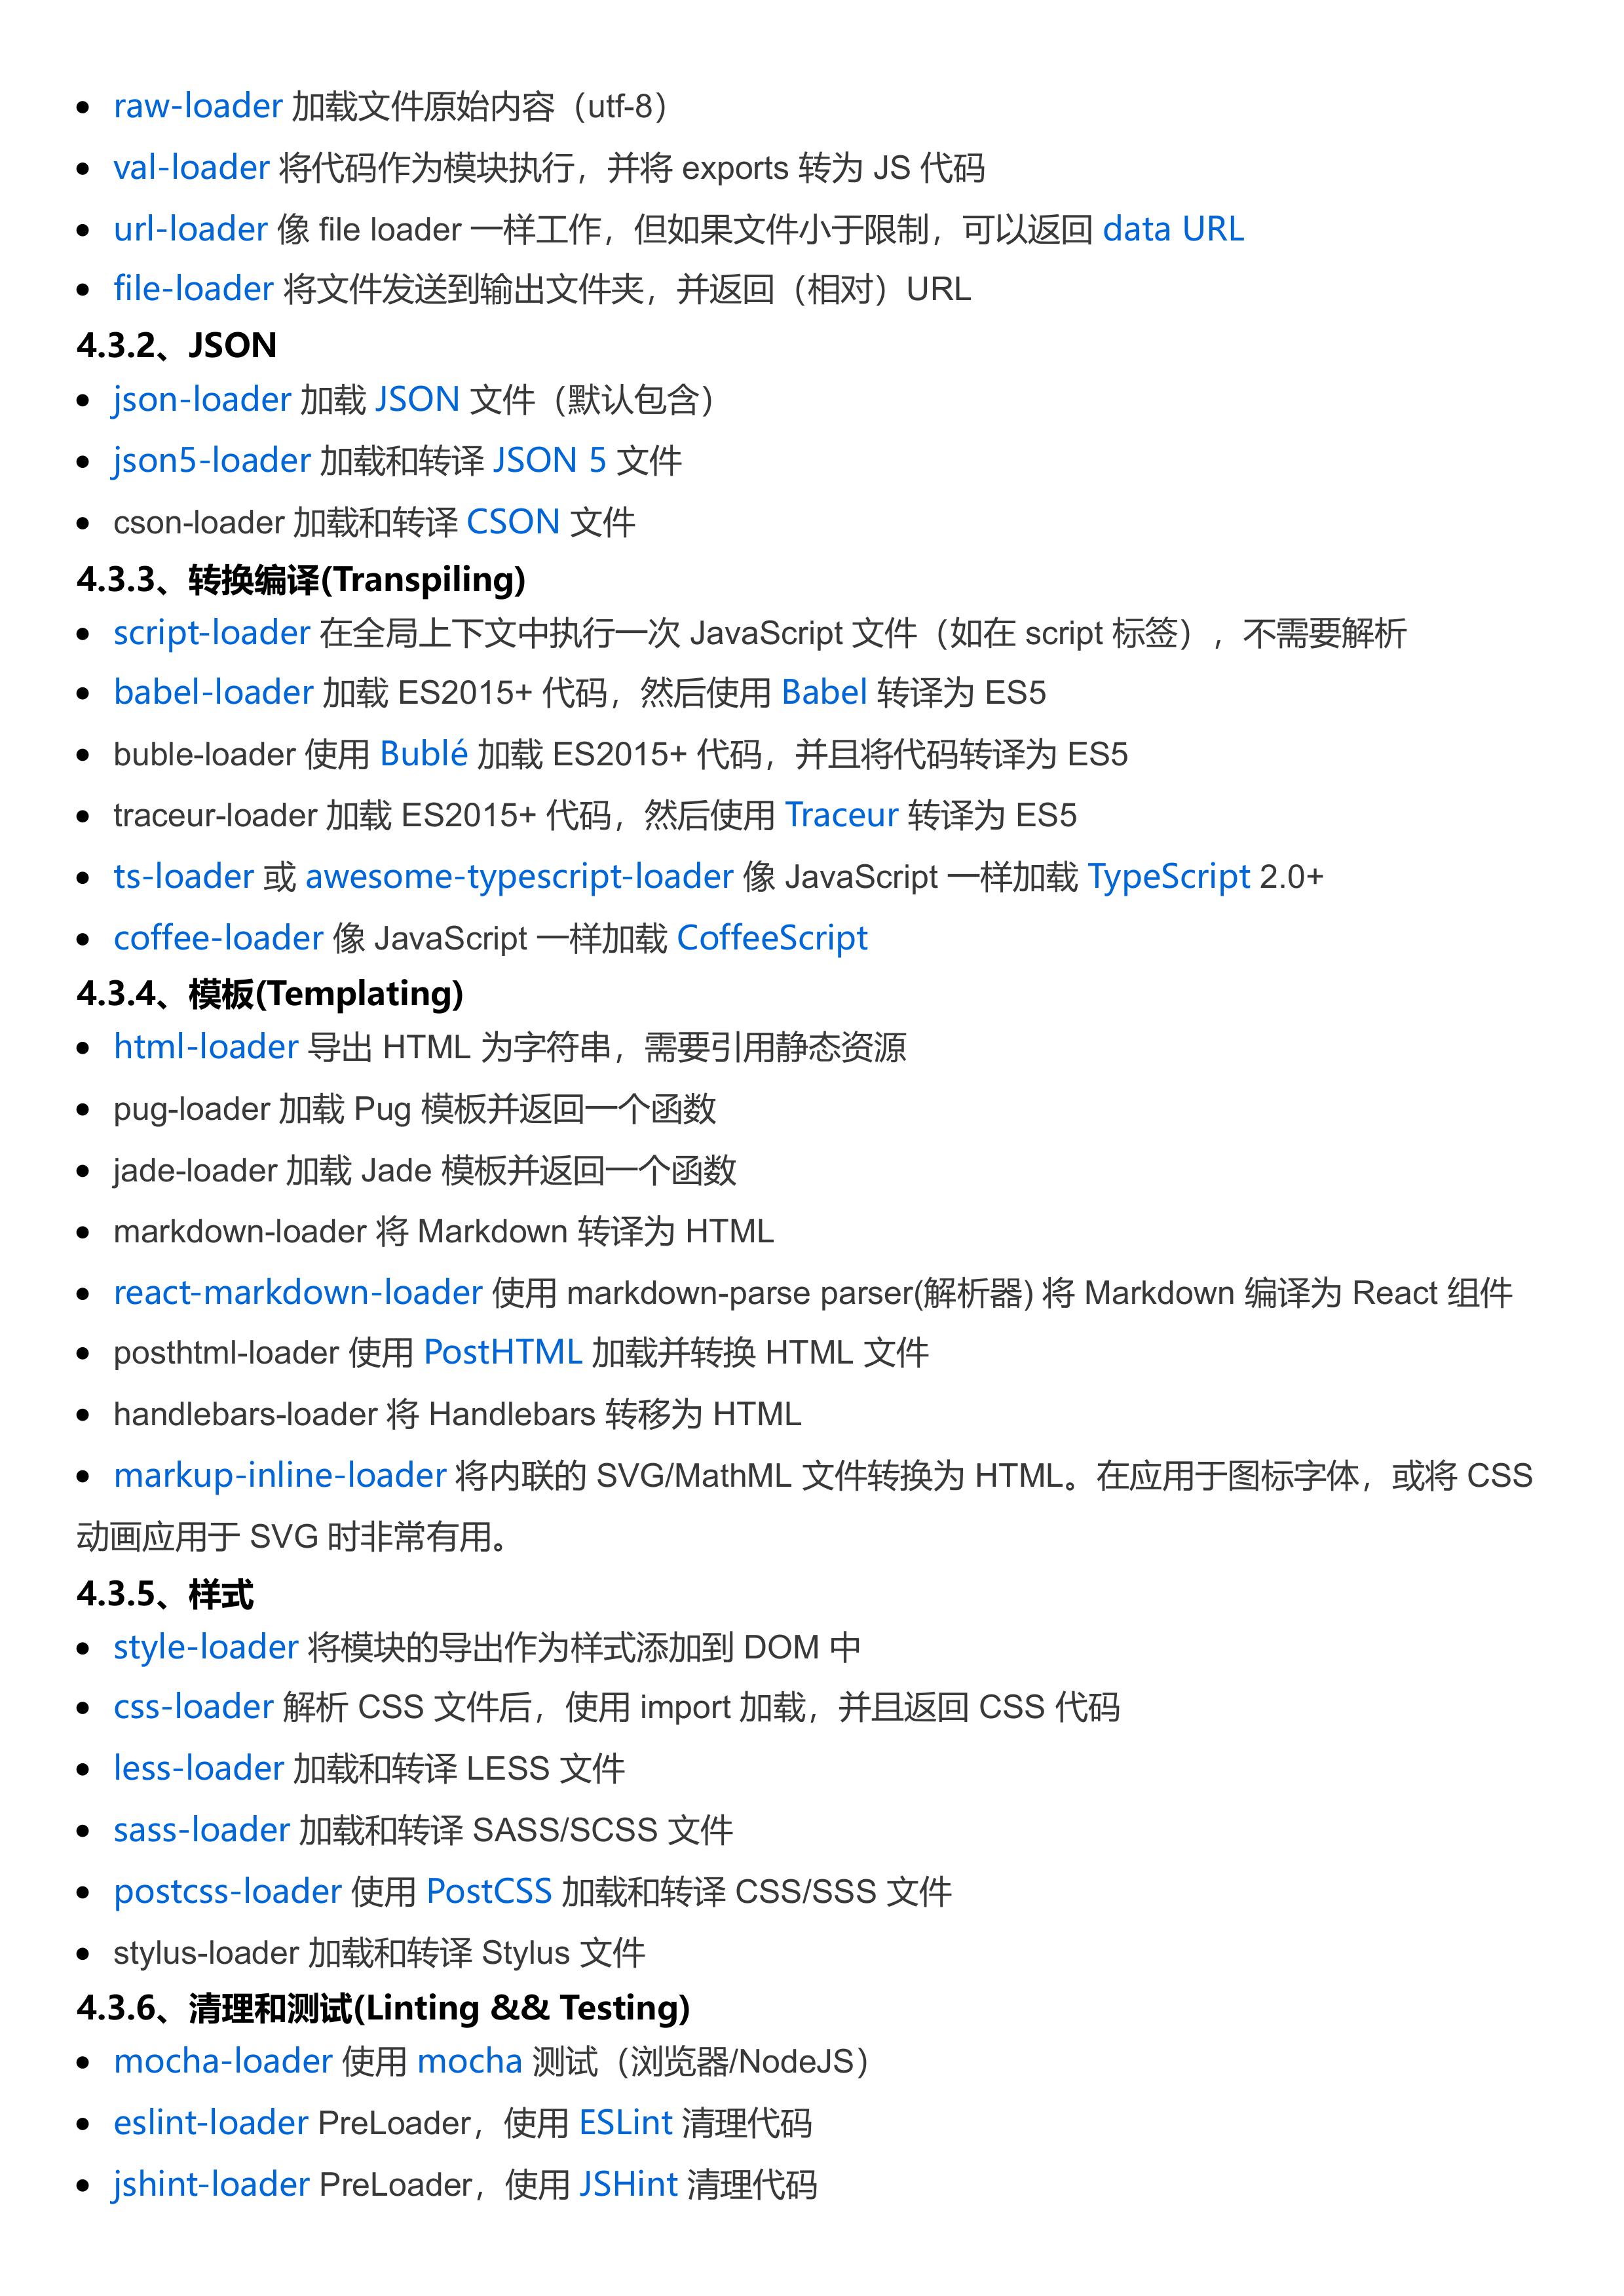 • raw-loader 加载文件原始内容（utf-8）
• val-loader 将代码作为模块执行，并将 exports 转为 JS 代码
• url-loader 像 file loader 一样工作，但如果文件小于限制，可以返回 data URL
• file-loader 将文件发送到输出文件夹，并返回（相对）URL
4.3.2、JSON
• json-loader 加载 JSON 文件（默认包含）
• json5-loader 加载和转译 JSON 5 文件
• cson-loader 加载和转译 CSON 文件
4.3.3、转换编译(Transpiling)
• script-loader 在全局上下文中执行一次 JavaScript 文件（如在 script 标签），不需要解析
• babel-loader 加载 ES2015+ 代码，然后使用 Babel 转译为 ES5
• buble-loader 使用 Bublé 加载 ES2015+ 代码，并且将代码转译为 ES5
• traceur-loader 加载 ES2015+ 代码，然后使用 Traceur 转译为 ES5
• ts-loader 或 awesome-typescript-loader 像 JavaScript 一样加载 TypeScript 2.0+
• coffee-loader 像 JavaScript 一样加载 CoffeeScript
4.3.4、模板(Templating)
• html-loader 导出 HTML 为字符串，需要引用静态资源
• pug-loader 加载 Pug 模板并返回一个函数
• jade-loader 加载 Jade 模板并返回一个函数
• markdown-loader 将 Markdown 转译为 HTML
• react-markdown-loader 使用 markdown-parse parser(解析器) 将 Markdown 编译为 React 组件
• posthtml-loader 使用 PostHTML 加载并转换 HTML 文件
• handlebars-loader 将 Handlebars 转移为 HTML
• markup-inline-loader 将内联的 SVG/MathML 文件转换为 HTML。在应用于图标字体，或将 CSS
动画应用于 SVG 时非常有用。
4.3.5、样式
• style-loader 将模块的导出作为样式添加到 DOM 中
• css-loader 解析 CSS 文件后，使用 import 加载，并且返回 CSS 代码
• less-loader 加载和转译 LESS 文件
• sass-loader 加载和转译 SASS/SCSS 文件
• postcss-loader 使用 PostCSS 加载和转译 CSS/SSS 文件
• stylus-loader 加载和转译 Stylus 文件
4.3.6、清理和测试(Linting && Testing)
• mocha-loader 使用 mocha 测试（浏览器/NodeJS）
• eslint-loader PreLoader，使用 ESLint 清理代码
• jshint-loader PreLoader，使用 JSHint 清理代码